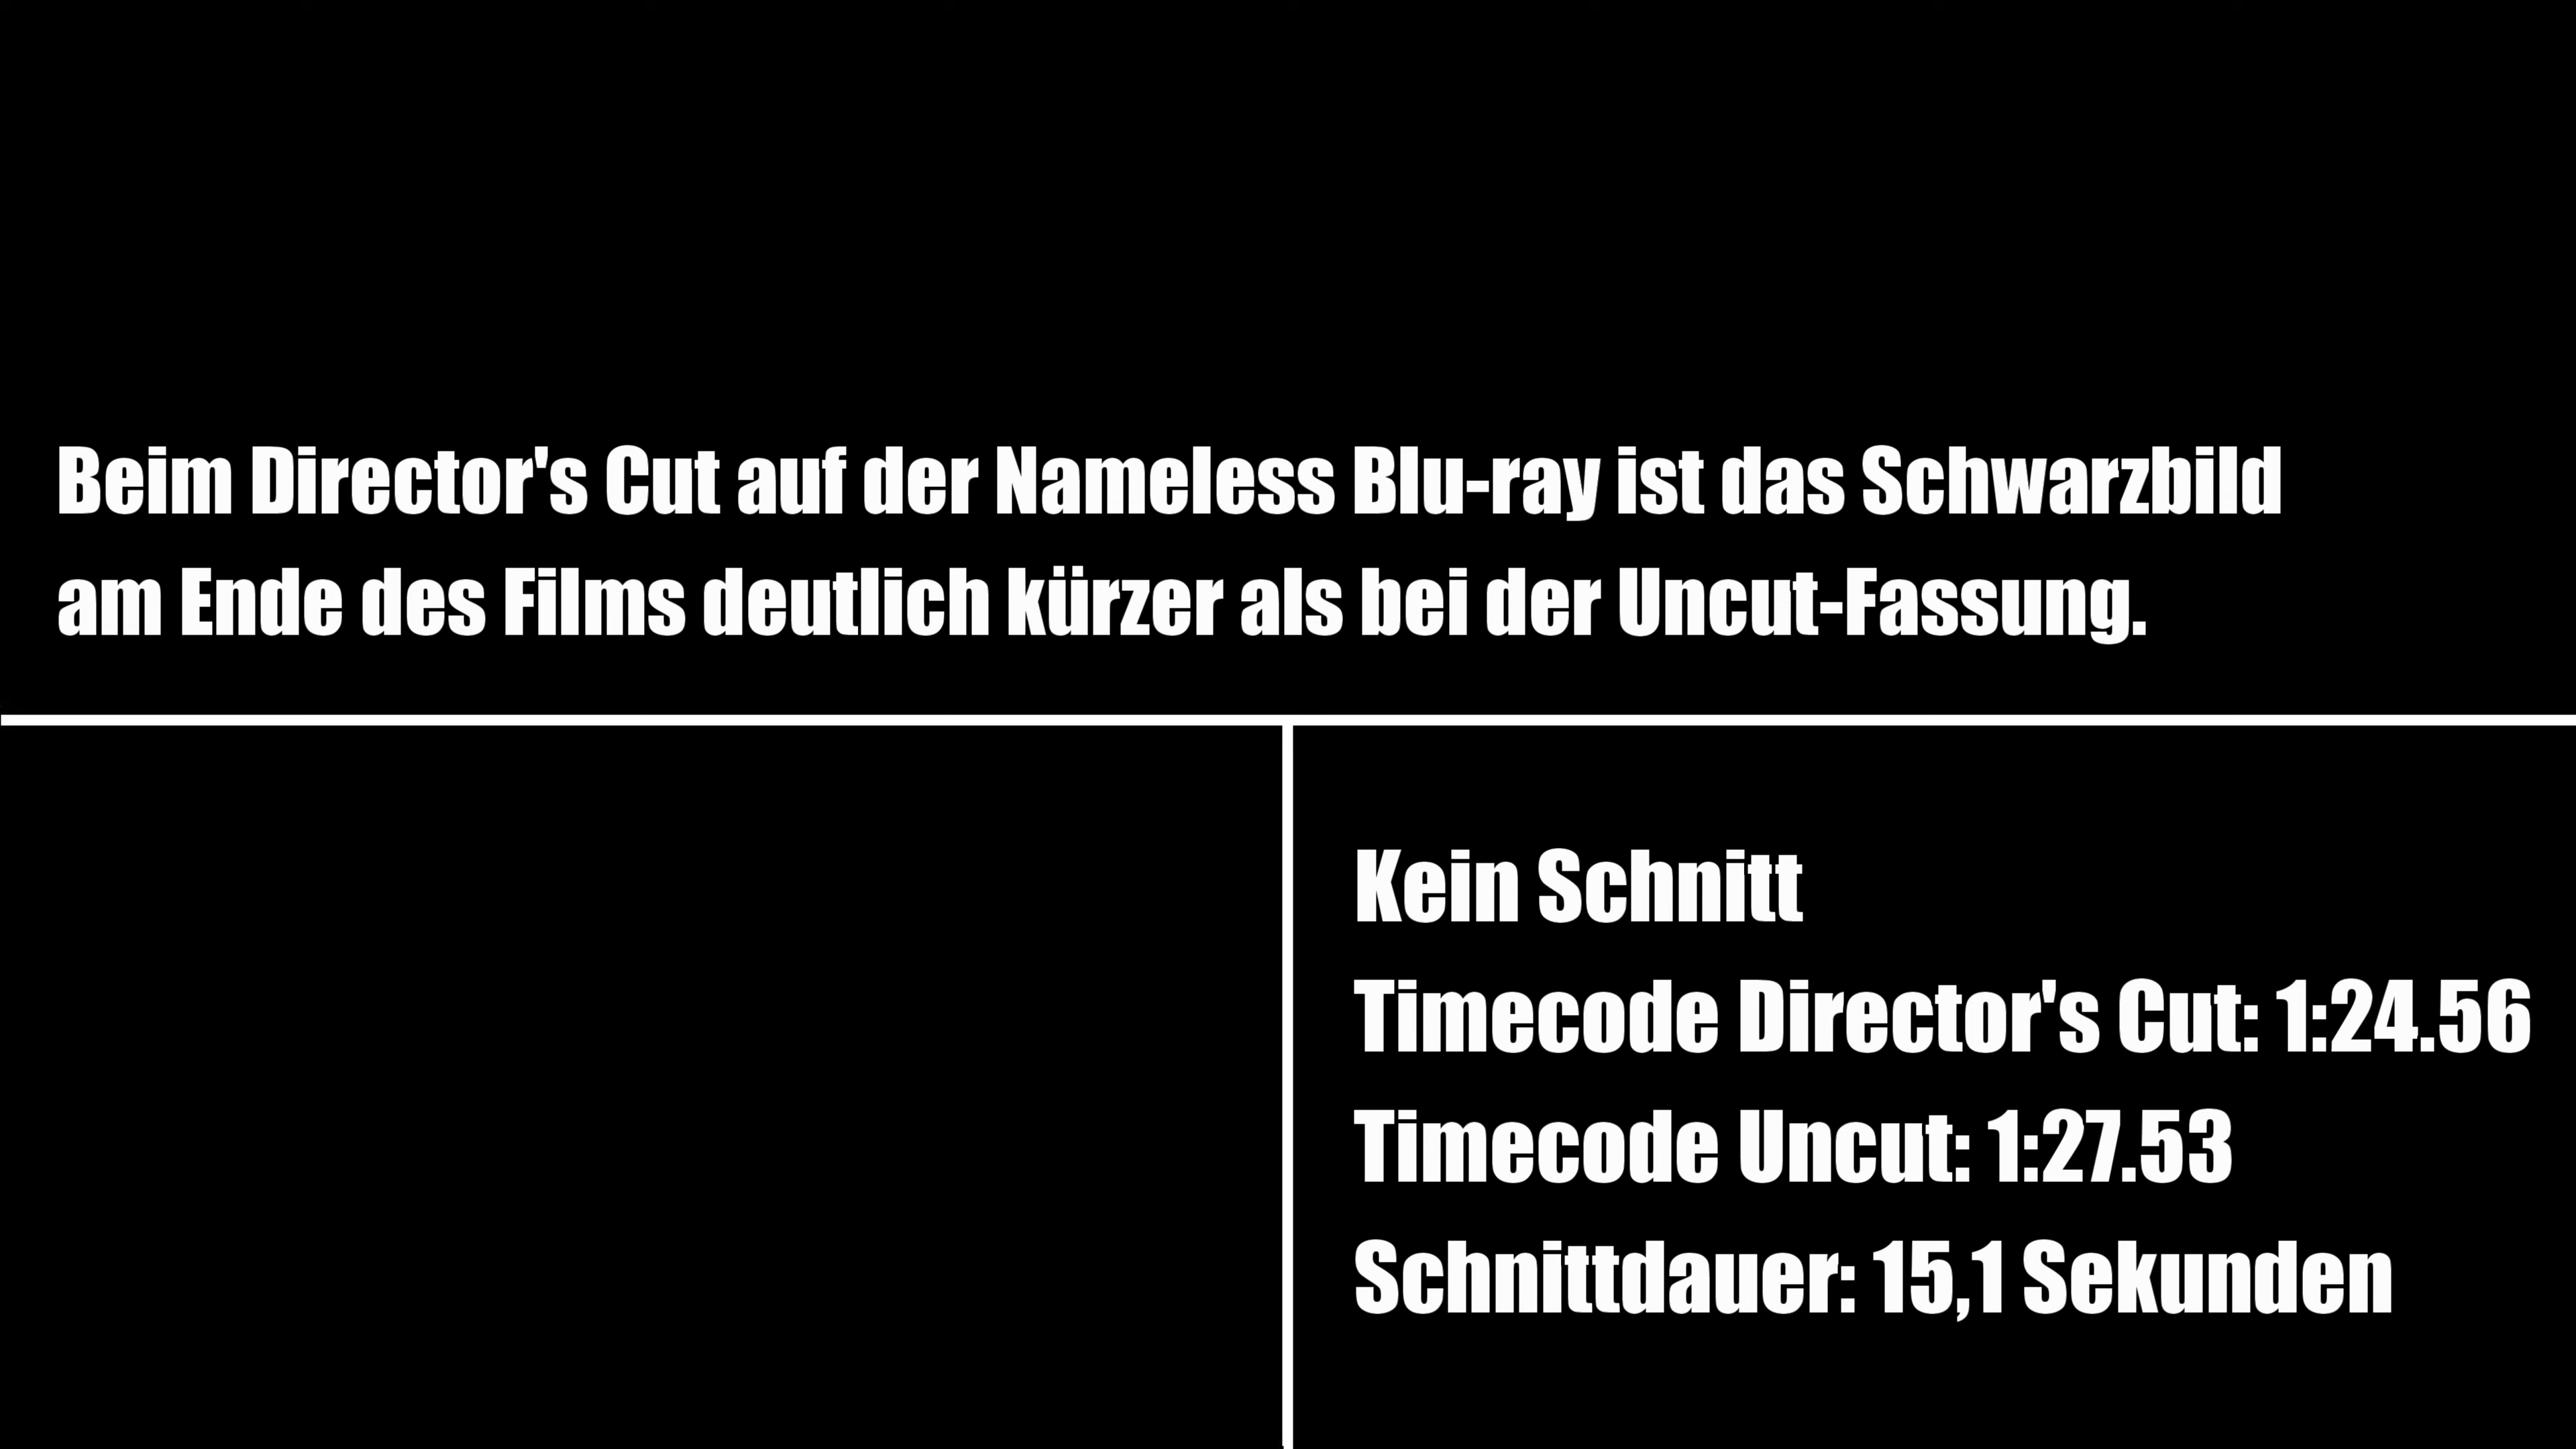 Beim Director's Cut auf der Nameless Blu-ray ist das Schwarzbild
am Ende des Films deutlich kürzer als bei der Uncut-Fassung.
Kein Schnitt
Timecode Director's Cut: 1:24.56
Timecode Uncut: 1:27.53
Schnittdauer: 15,1 Sekunden